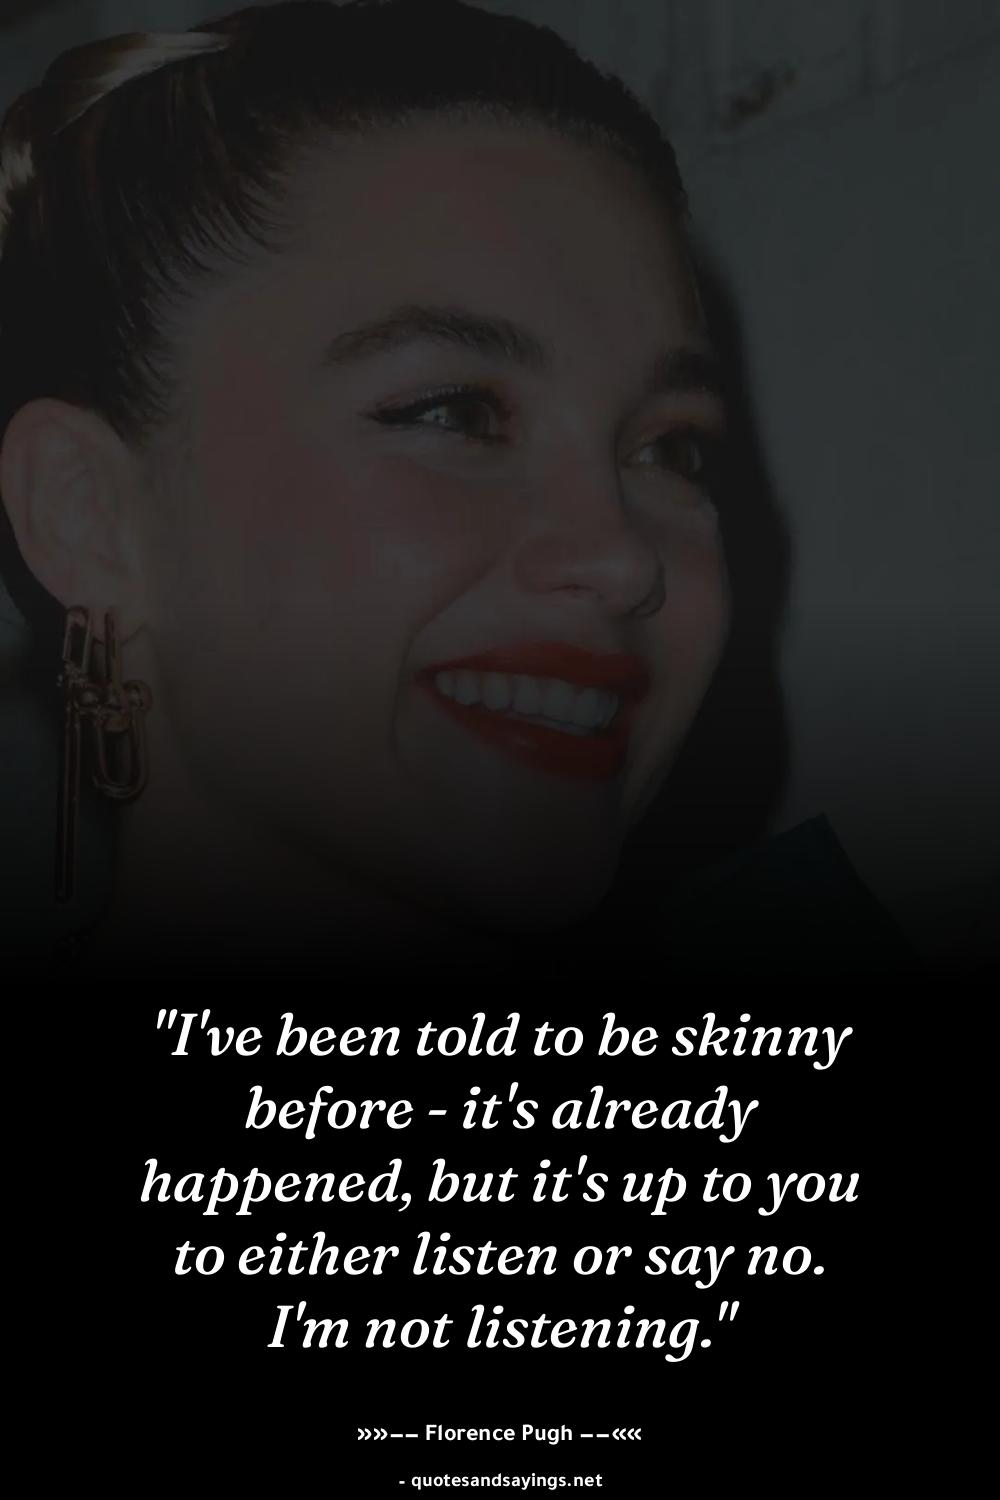 "I've been told to be skinny
before - it's already
happened, but it's up to you
to either listen or say no.
I'm not listening."
»»-- Florence Pugh --««
- quotesandsayings.net